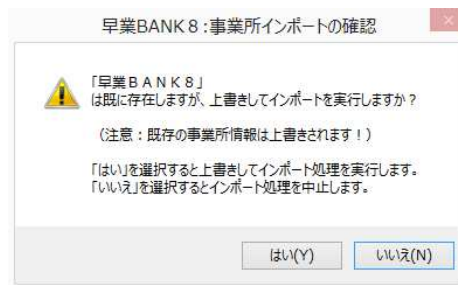 早業BANK８:事業所インポートの確認
「早業ＢＡＮＫ８」
は既に存在しますが、上書きしてインポートを実行しますか？
（注意：既存の事業所情報は上書きされます！）
「はい」を選択すると上書きしてインポート処理を実行します。
「いいえ」を選択するとインポート処理を中止します。
はい(Y)
いいえ(N)